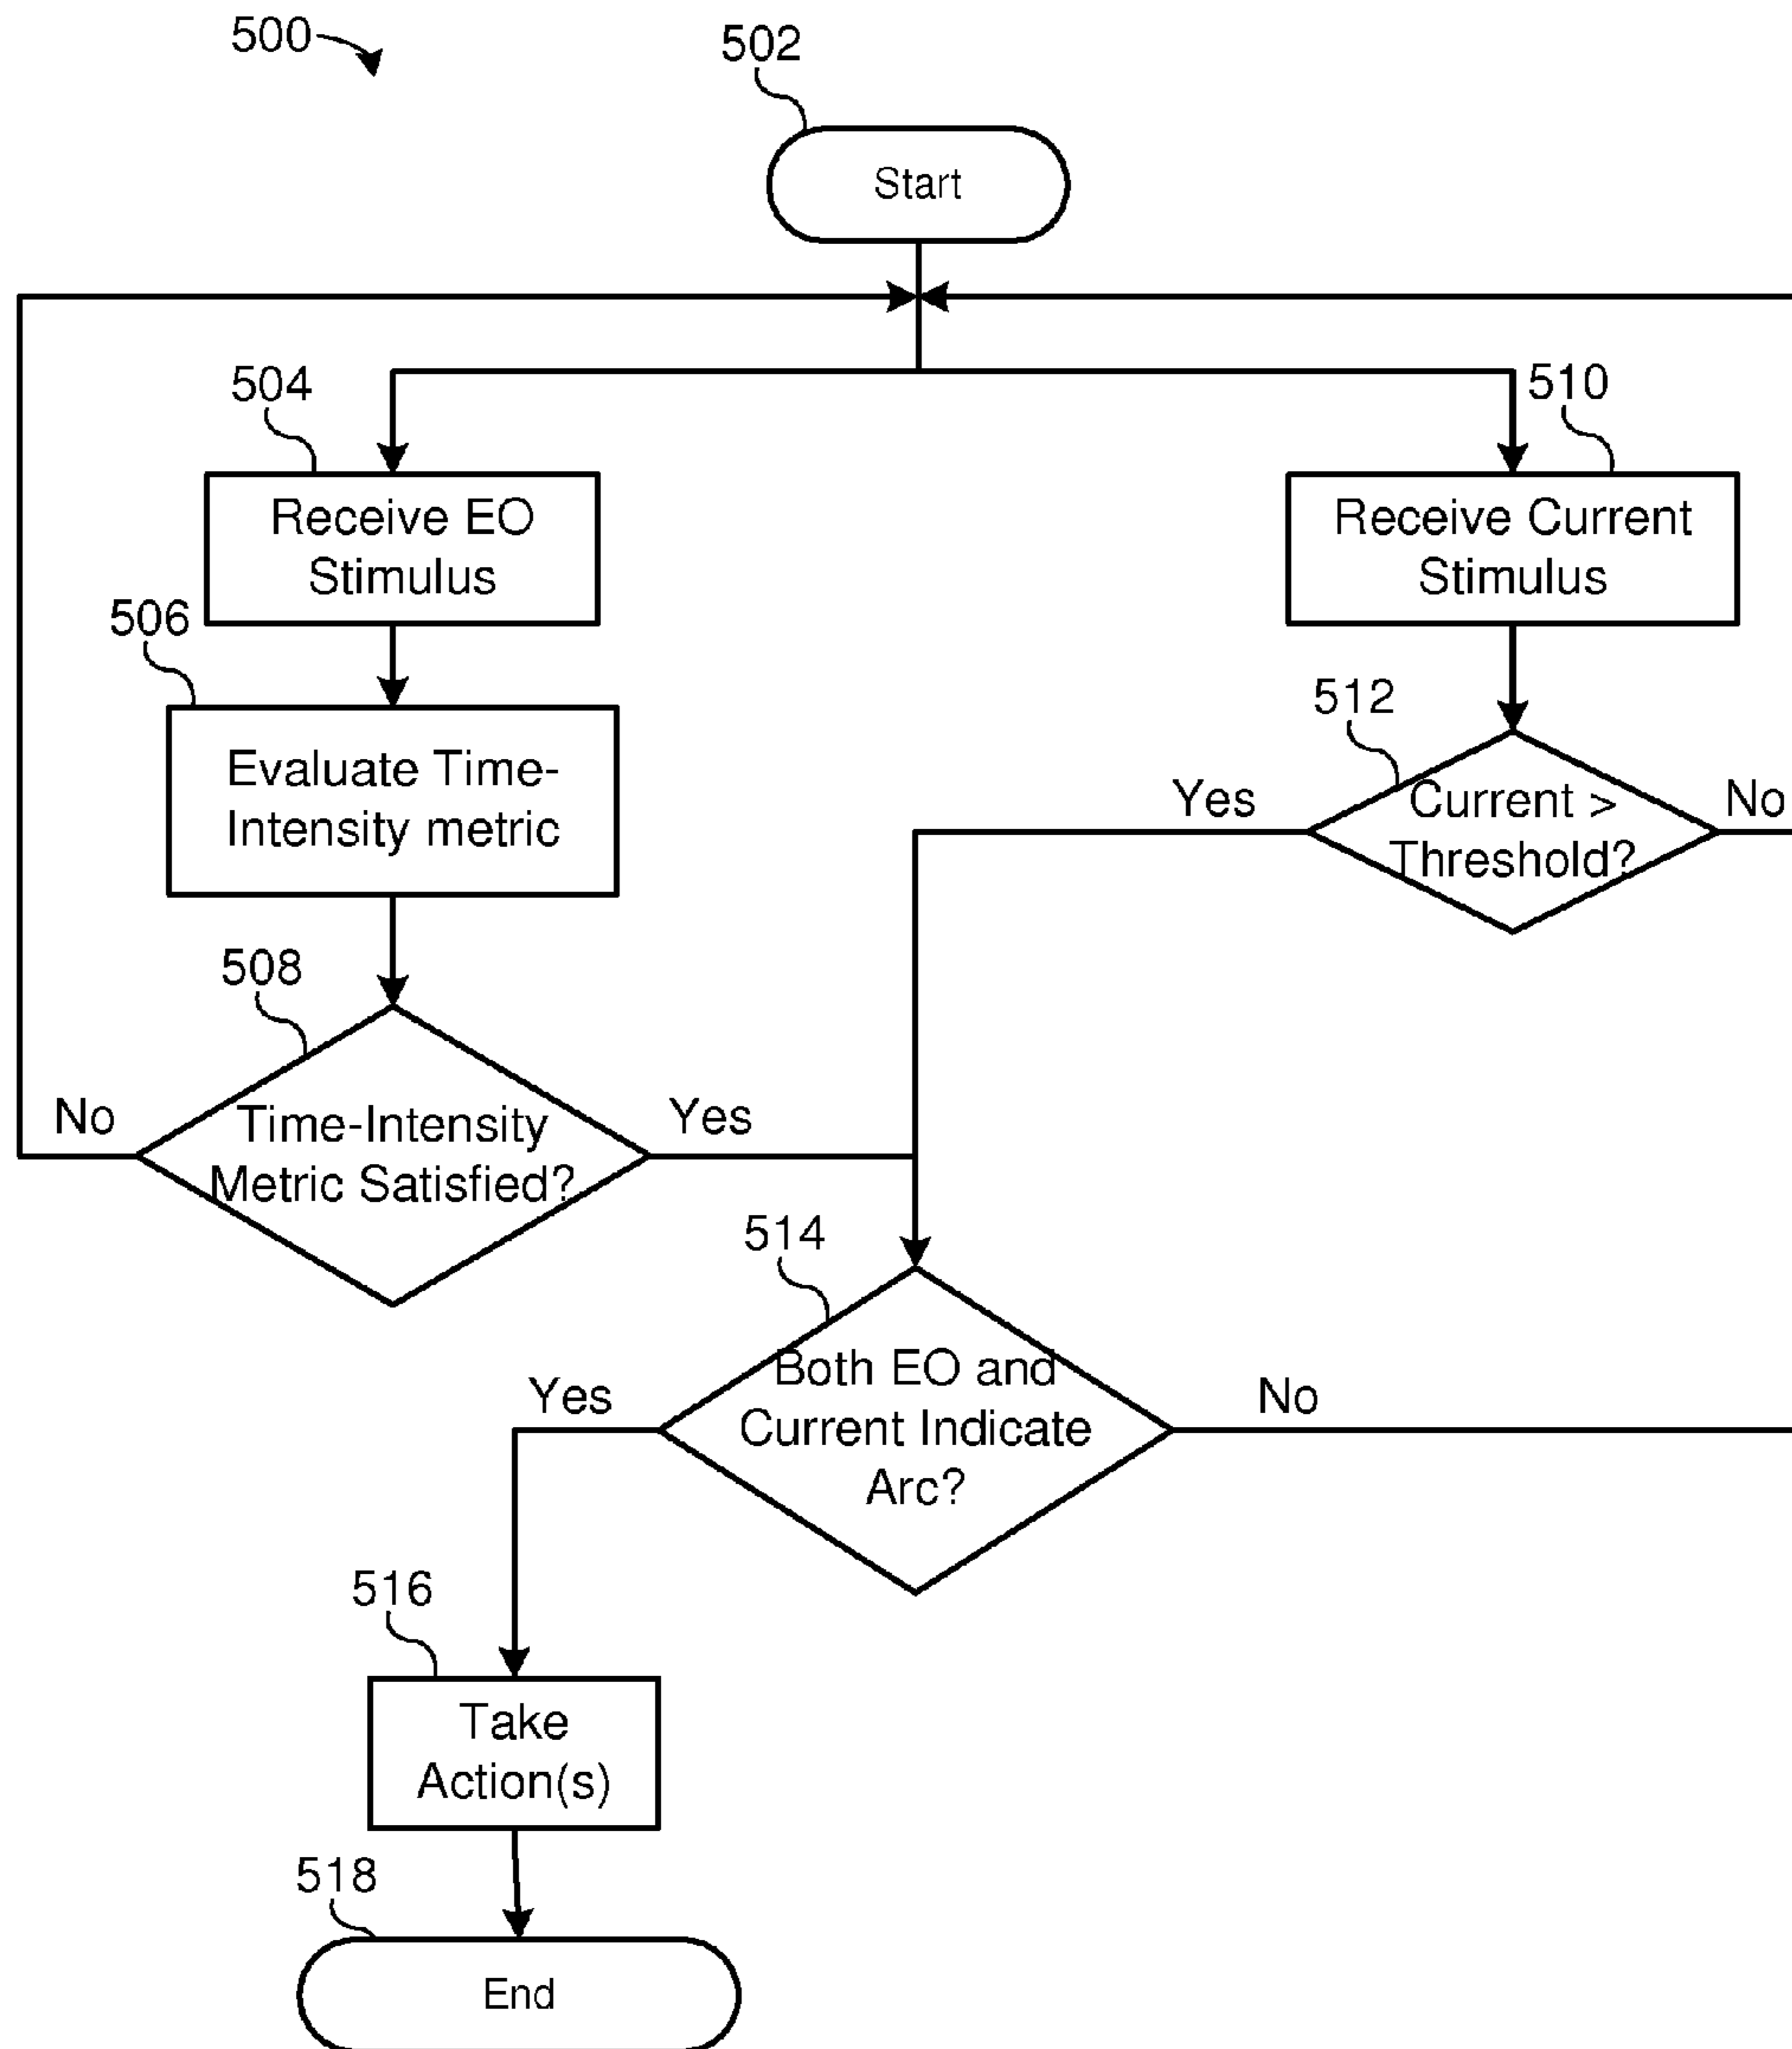 500
502
Start
504
510
Receive EO
Stimulus
Receive Current
Stimulus
506
512
Evaluate Time-
Intensity metric
Yes
Current >
Threshold?
No
508
No
Time-Intensity
Metric Satisfied?
Yes
514
Yes
Both EO and
Current Indicate
Arc?
No
516
Take
Action(s)
518
End